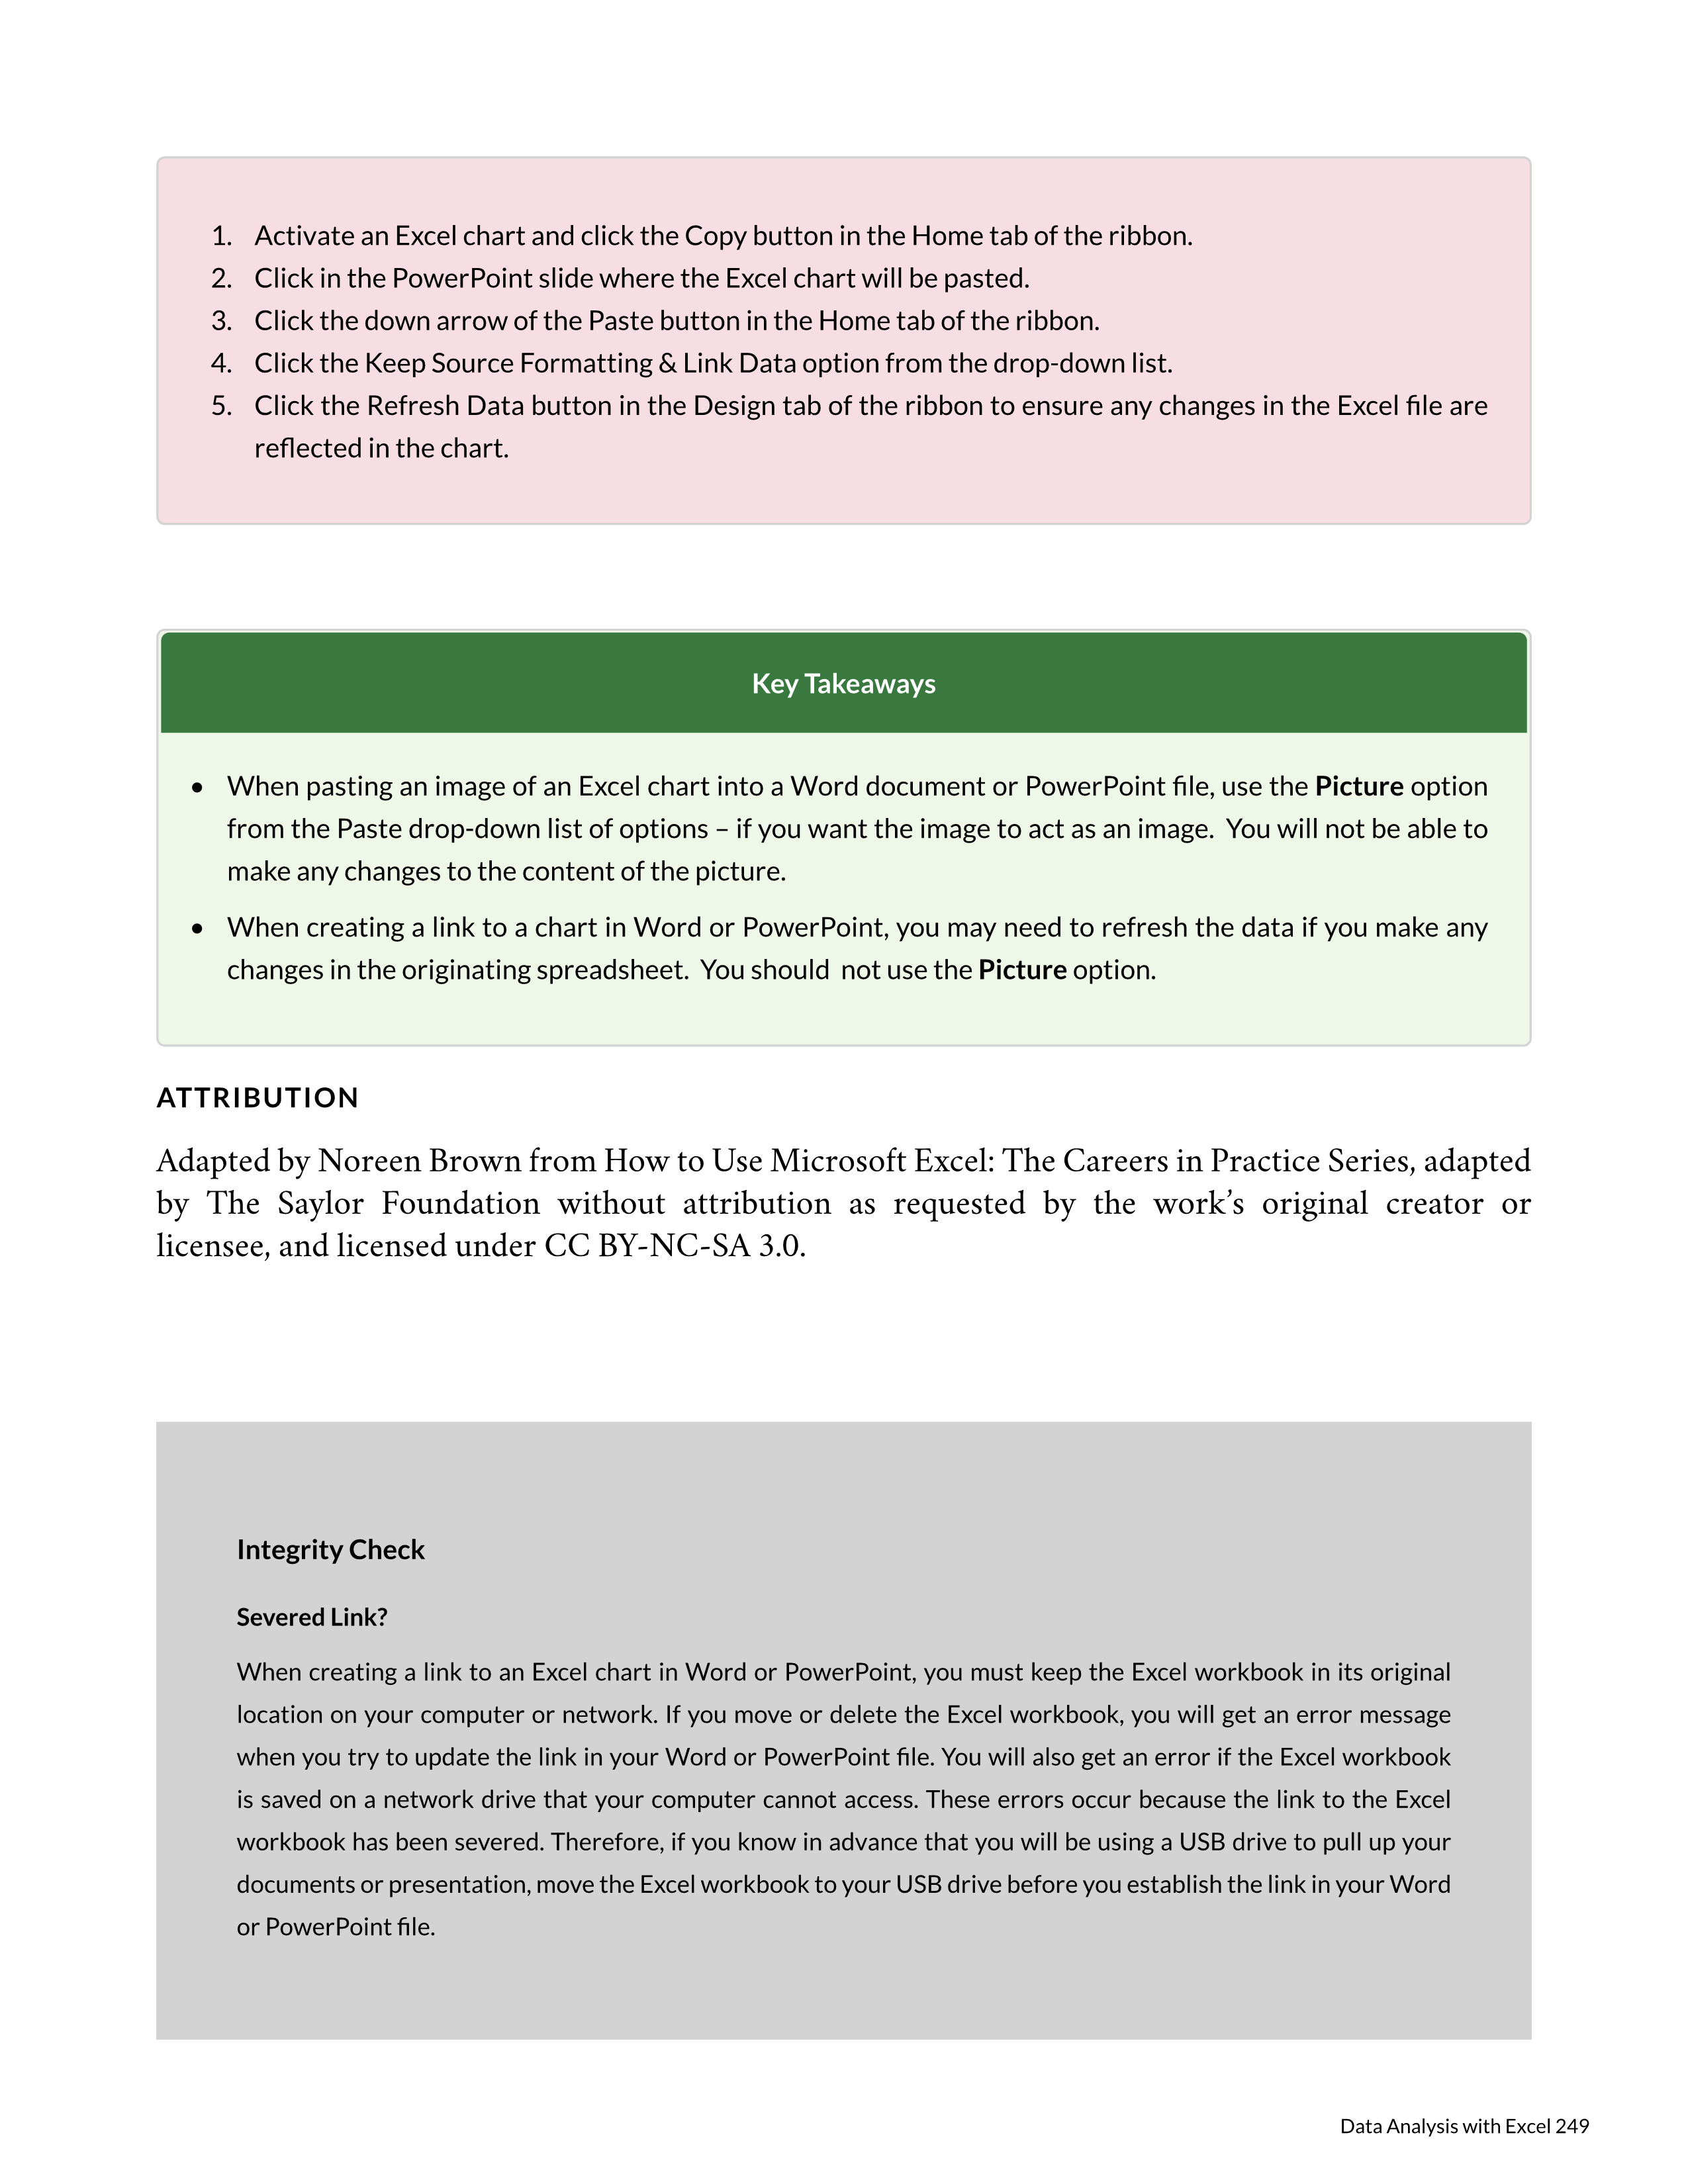 1. Activate an Excel chart and click the Copy button in the Home tab of the ribbon.
2. Click in the PowerPoint slide where the Excel chart will be pasted.
3. Click the down arrow of the Paste button in the Home tab of the ribbon.
4. Click the Keep Source Formatting & Link Data option from the drop-down list.
5. Click the Refresh Data button in the Design tab of the ribbon to ensure any changes in the Excel file are
reflected in the chart.
Key Takeaways
• When pasting an image of an Excel chart into a Word document or PowerPoint file, use the Picture option
from the Paste drop-down list of options – if you want the image to act as an image.  You will not be able to
make any changes to the content of the picture.
• When creating a link to a chart in Word or PowerPoint, you may need to refresh the data if you make any
changes in the originating spreadsheet.  You should  not use the Picture option.
ATTRIBUTION
Adapted by Noreen Brown from How to Use Microsoft Excel: The Careers in Practice Series, adapted
by The Saylor Foundation without attribution as requested by the work’s original creator or
licensee, and licensed under CC BY-NC-SA 3.0.
Integrity Check
Severed Link?
When creating a link to an Excel chart in Word or PowerPoint, you must keep the Excel workbook in its original
location on your computer or network. If you move or delete the Excel workbook, you will get an error message
when you try to update the link in your Word or PowerPoint file. You will also get an error if the Excel workbook
is saved on a network drive that your computer cannot access. These errors occur because the link to the Excel
workbook has been severed. Therefore, if you know in advance that you will be using a USB drive to pull up your
documents or presentation, move the Excel workbook to your USB drive before you establish the link in your Word
or PowerPoint file.
Data Analysis with Excel 249